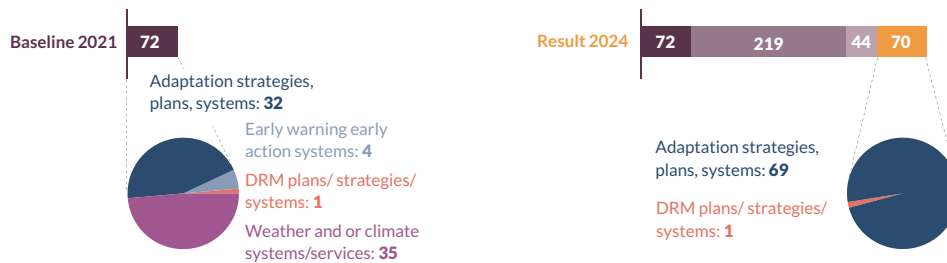 Baseline 2021
72
Adaptation strategies,
plans, systems: 32
Early warning early
action systems: 4
DRM plans/ strategies/
systems: 1
Weather and or climate
systems/services: 35
Result 2024
72
219
44
70
Adaptation strategies,
plans, systems: 69
DRM plans/ strategies/
systems: 1